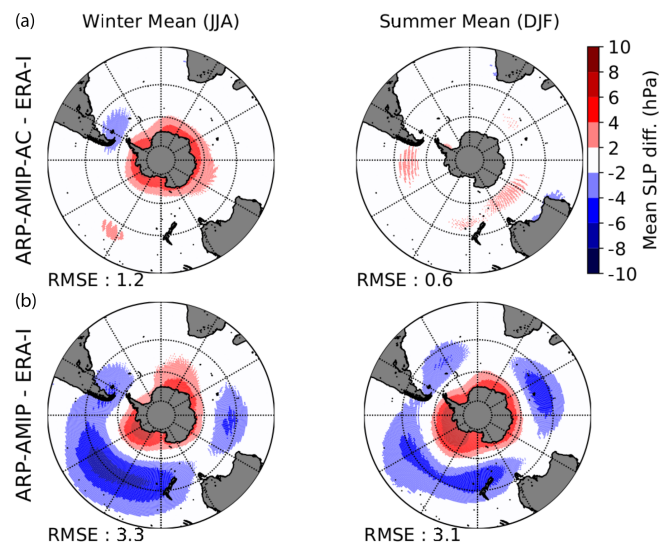 (a)
Winter Mean (JJA)
Summer Mean (DJF)
ARP-AMIP-AC - ERA-I
RMSE : 1.2
RMSE : 0.6
10
8
6
4
2
-2
-4
-6
-8
-10
Mean SLP diff. (hPa)
(b)
ARP-AMIP - ERA-I
RMSE : 3.3
RMSE : 3.1